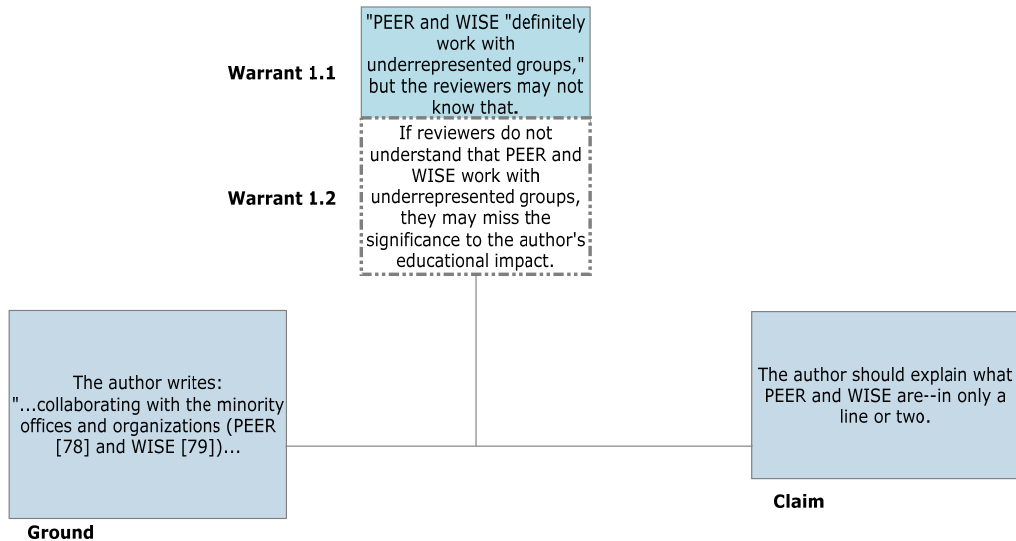 "PEER and WISE "definitely
work with
underrepresented groups,"
but the reviewers may not
know that.
Warrant 1.1
If reviewers do not
understand that PEER and
WISE work with
underrepresented groups,
they may miss the
significance to the author's
educational impact.
Warrant 1.2
The author writes:
"...collaborating with the minority
offices and organizations (PEER
[78] and WISE [79])...
Ground
The author should explain what
PEER and WISE are--in only a
line or two.
Claim